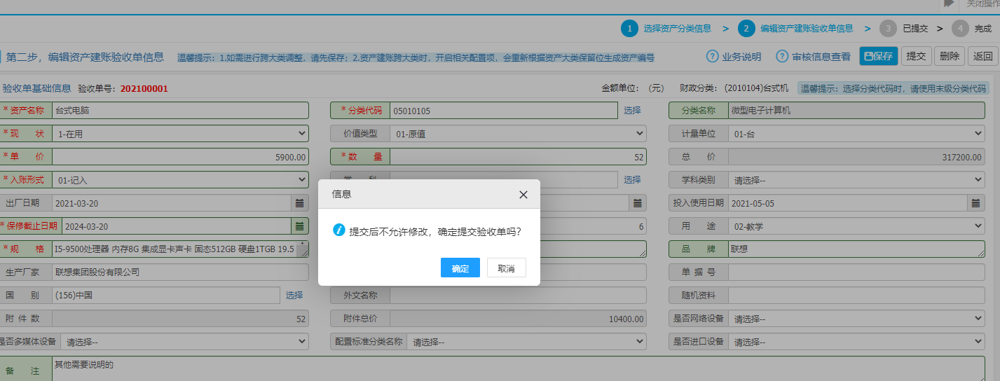 关闭操作
1 选择资产分类信息 > 2 编辑资产建账验收单信息 > 3 已提交 > 4 完成
第二步，编辑资产建账验收单信息 温馨提示：1.如需进行跨大类调整，请先保存；2.资产建账跨大类时，开启相关配置项，会重新根据资产大类保留位生成资产编号 ? 业务说明 ? 审核信息查看 保存 提交 删除 返回
验收单基础信息 验收单号：202100001 金额单位：（元） 财政分类：(2010104)台式机 温馨提示：选择分类代码时，请使用末级分类代码
* 资产名称 台式电脑 * 分类代码 05010105 选择 分类名称 微型电子计算机
* 现 状 1-在用 价值类型 01-原值 计量单位 01-台
* 单 价 5900.00 * 数 量 52 总 价 317200.00
* 入账形式 01-记入 学 科 选择 学科类别 请选择--
出厂日期 2021-03-20 投入使用日期 2021-05-05
* 保修截止日期 2024-03-20 6 用 途 02-教学
* 规 格 I5-9500处理器 内存8G 集成显卡声卡 固态512GB 硬盘1TGB 19.5 品 牌 联想
生产厂家 联想集团股份有限公司 单 据 号
国 别 (156)中国 选择 外文名称 随机资料
附 件 数 52 附件总价 10400.00 是否网络设备 请选择--
是否多媒体设备 请选择-- 配置标准分类名称 请选择-- 是否进口设备 请选择--
备 注 其他需要说明的
信息
提交后不允许修改，确定提交验收单吗？
确定 取消